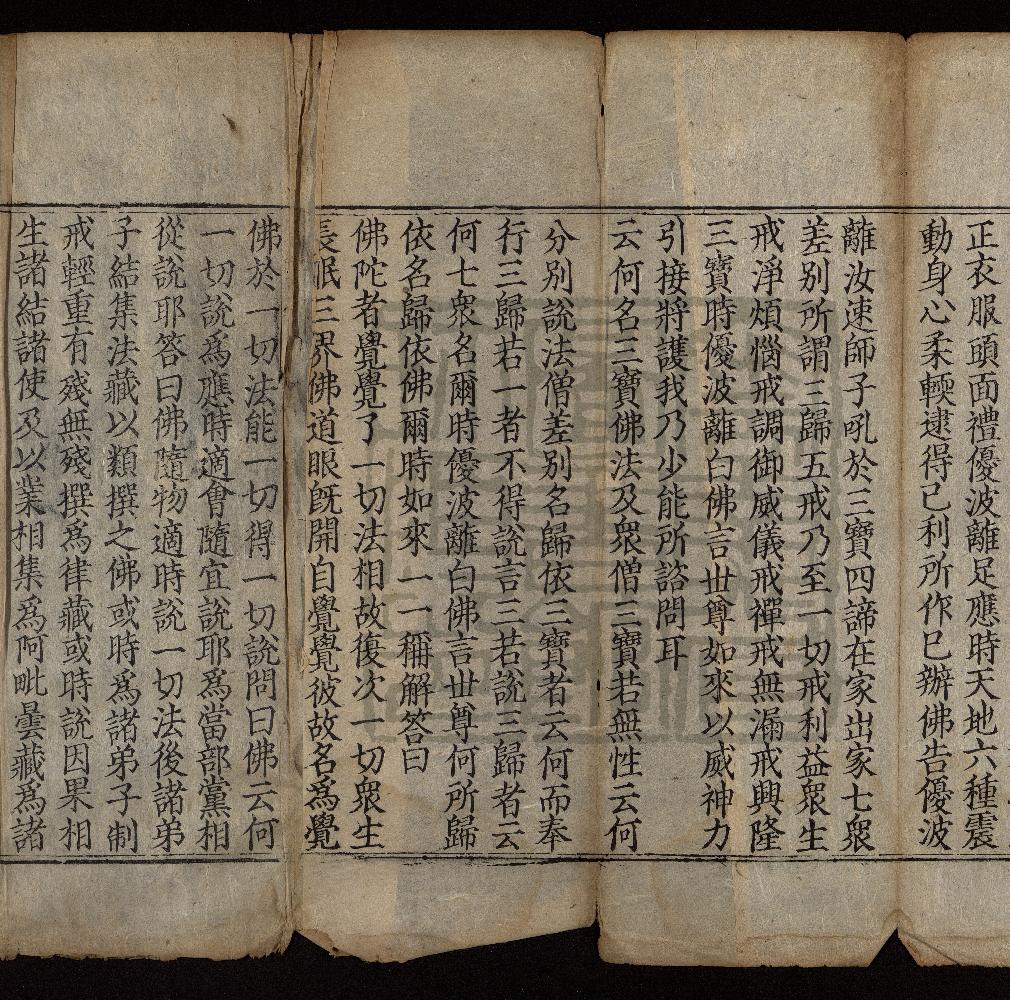 正衣服頭面禮優波離足應時天地六種震
動身心柔輭逮得已利所作已辦佛告優波
離汝速師子吼於三寶四諦在家出家七衆
差别所謂三歸五戒乃至一切戒利益衆生
戒淨煩惱戒調御威儀戒禪戒無漏戒興隆
三寶時優波離白佛言世尊如來以威神力
引接將護我乃少能所諮問耳
云何名三寶佛法及衆僧三寶若無性云何
分别說法僧差别名歸依三寶者云何而奉
行三歸若一者不得說言三若說三歸者云
何七衆名爾時優波離白佛言世尊何所歸
依名歸依佛爾時如來一一稱解答曰
佛陀者覺覺了一切法相故復次一切衆生
長眠三界佛道眼旣開自覺覺彼故名爲覺
佛於一切法能一切得一切說問曰佛云何
一切說爲應時適會隨宜說耶爲當部黨相
從說耶答曰佛隨物適時說一切法後諸弟
子結集法藏以類撰之佛或時爲諸弟子制
戒輕重有殘無殘撰爲律藏或時說因果相
生諸結諸使及以業相集爲阿毗曇藏爲諸